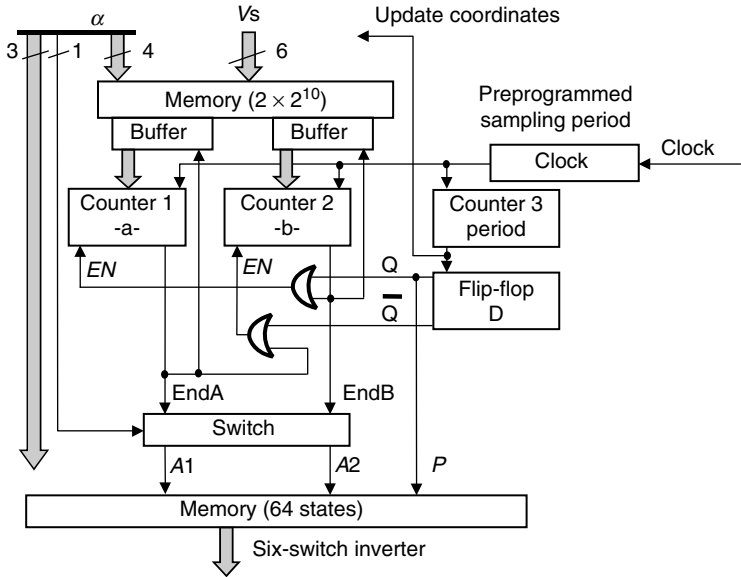 α
3
1
4
Vs
6
Update coordinates
Memory (2 × 2¹⁰)
Preprogrammed
sampling period
Buffer
Buffer
Clock
Clock
Counter 1
-a-
Counter 2
-b-
Counter 3
period
EN
EN
Q
Q̅
Flip-flop
D
EndA
EndB
Switch
A1
A2
P
Memory (64 states)
Six-switch inverter